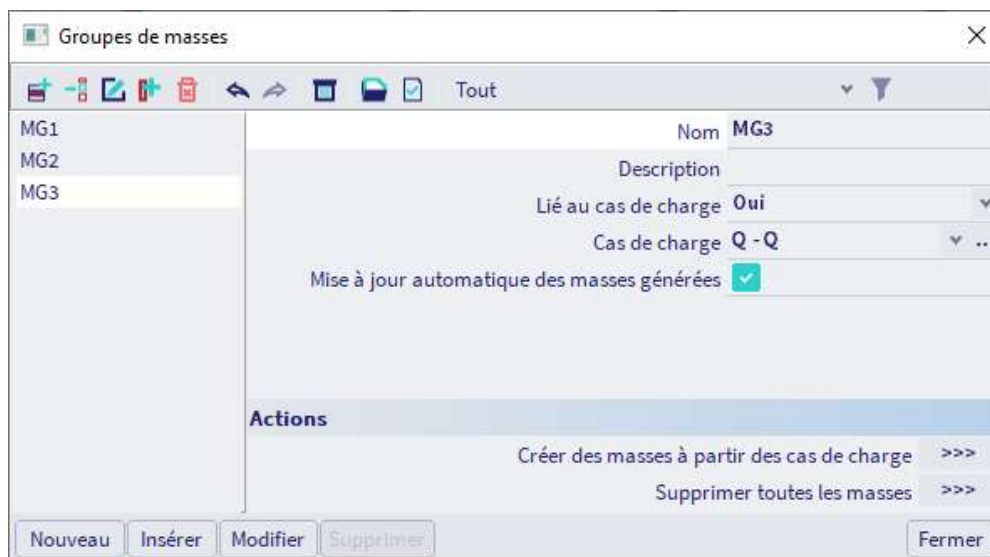 Groupes de masses
Tout
MG1
MG2
MG3
Nom MG3
Description
Lié au cas de charge Oui
Cas de charge Q - Q ..
Mise à jour automatique des masses générées
Actions
Créer des masses à partir des cas de charge >>>
Supprimer toutes les masses >>>
Nouveau Insérer Modifier Supprimer Fermer